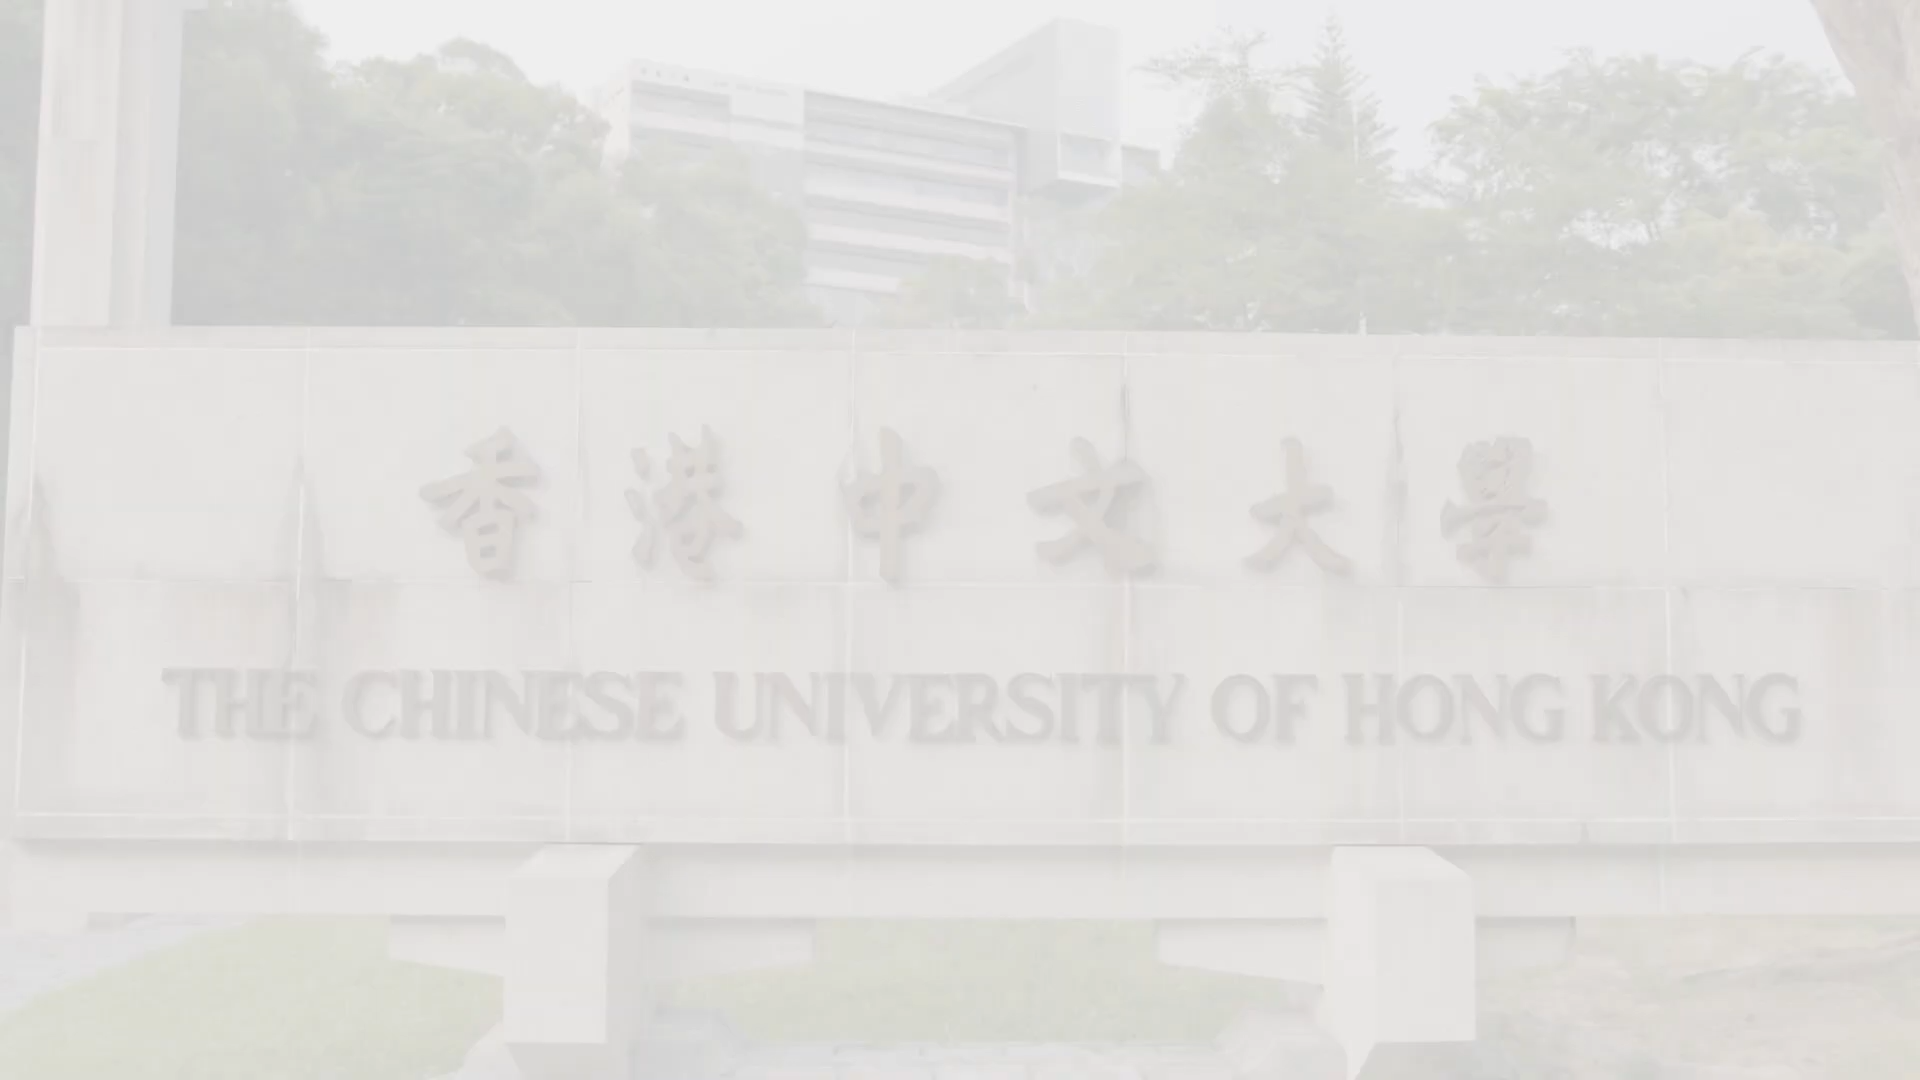 香港中文大學
THE CHINESE UNIVERSITY OF HONG KONG